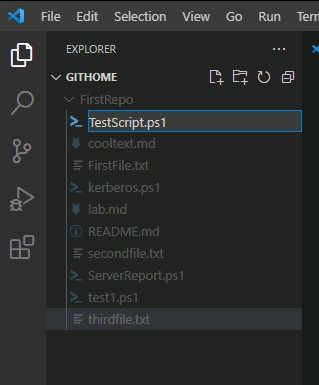 File Edit Selection View Go Run Termin
EXPLORER
GITHOME
FirstRepo
TestScript.ps1
cooltext.md
FirstFile.txt
kerberos.ps1
lab.md
README.md
secondfile.txt
ServerReport.ps1
test1.ps1
thirdfile.txt